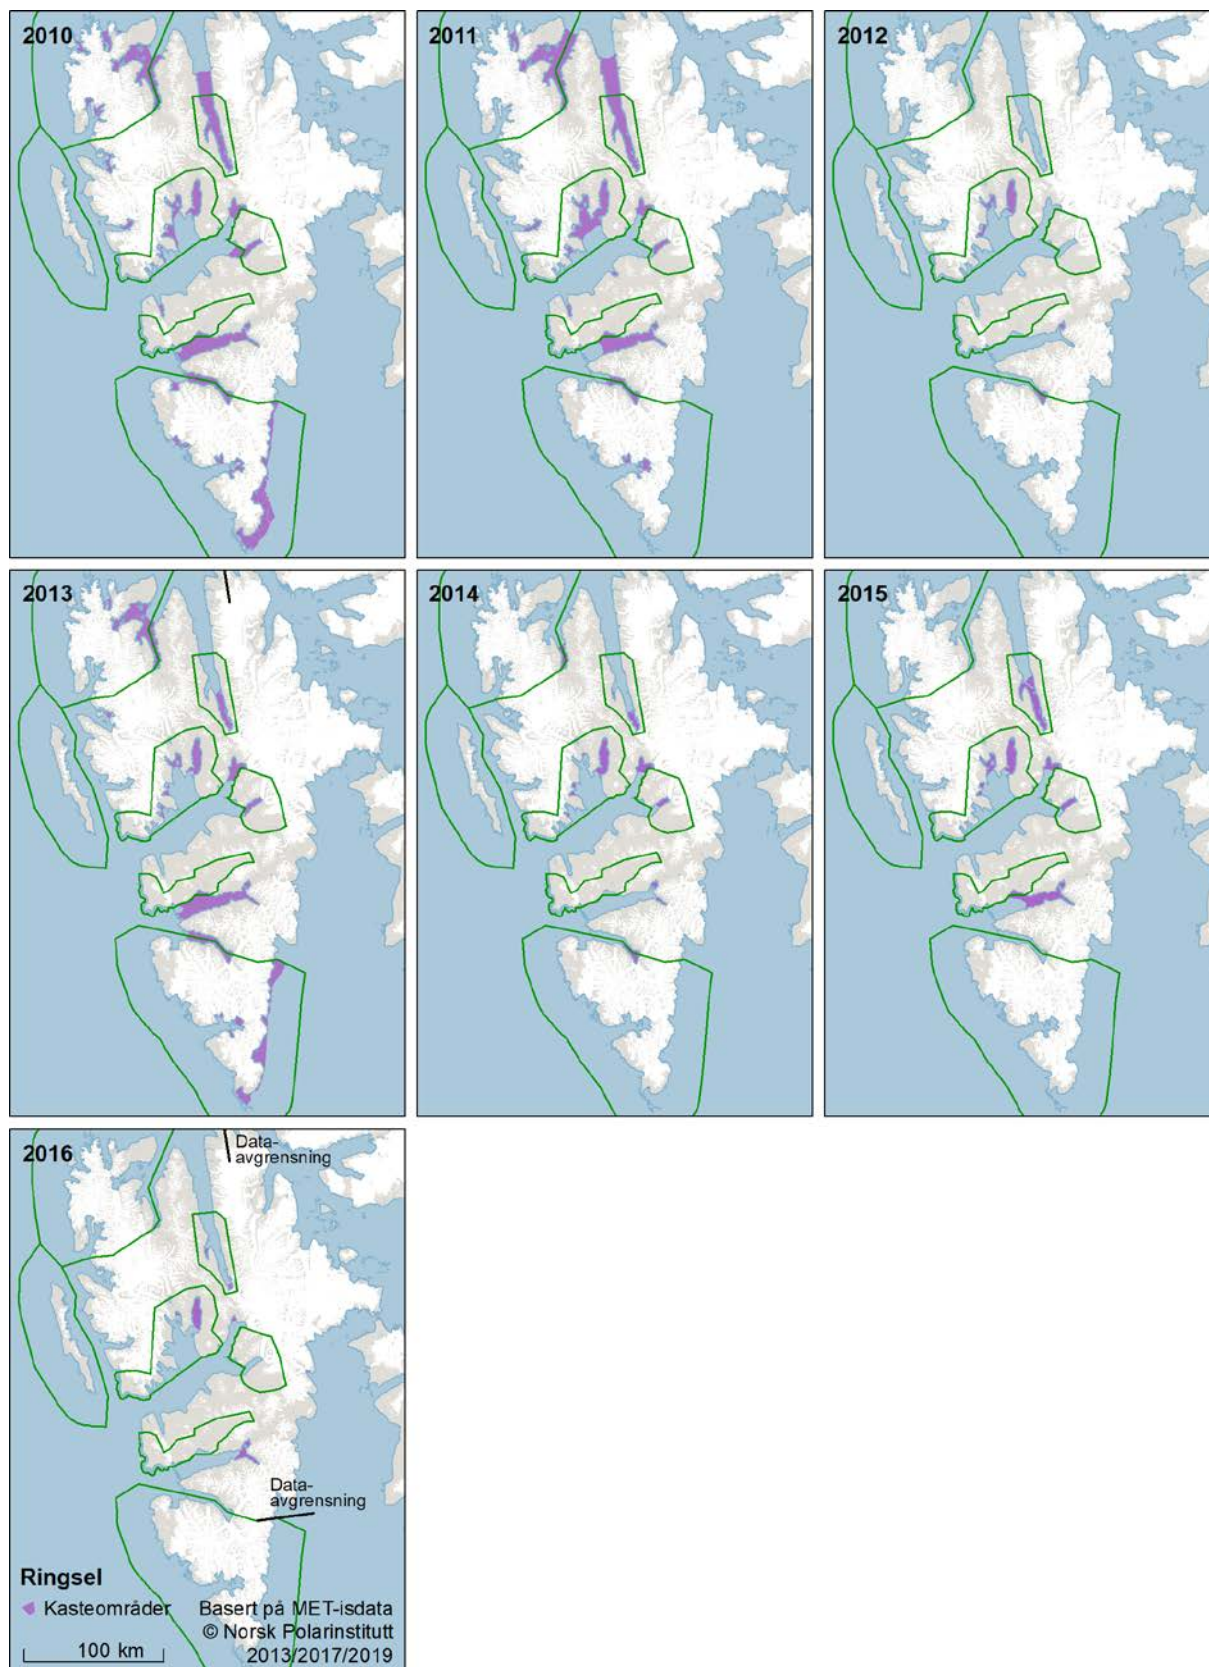 2010
2011
2012
2013
2014
2015
2016
Data-
avgrensning
Data-
avgrensning
Ringsel
Kasteområder
Basert på MET-isdata
© Norsk Polarinstitutt
100 km
2013/2017/2019